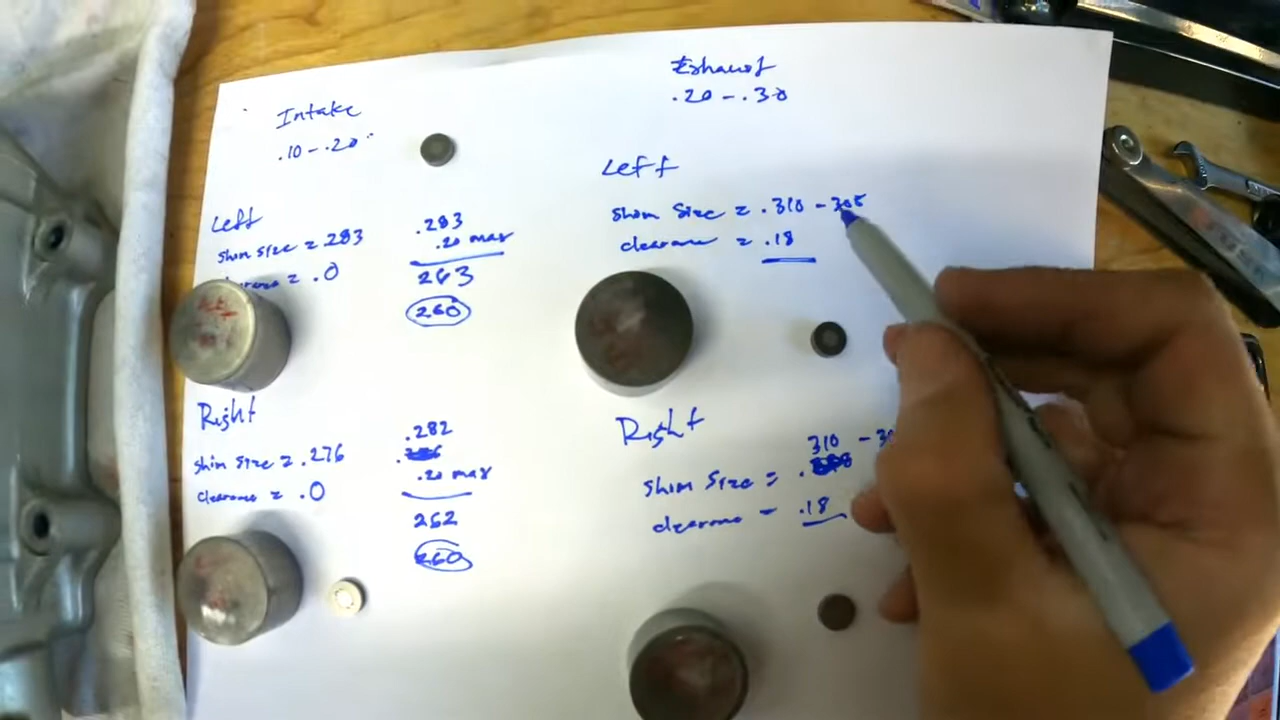 Intake
.10 - .20
Left
shim size = .283
= .0
.283
.20 max
263
260
Right
shim size = .276
clearance = .0
.282
.20 max
262
260
Exhaust
.20 - .30
Left
shim size = .310 - 305
clearance = .18
Right
310 - 30
shim size = .
clearance = .18